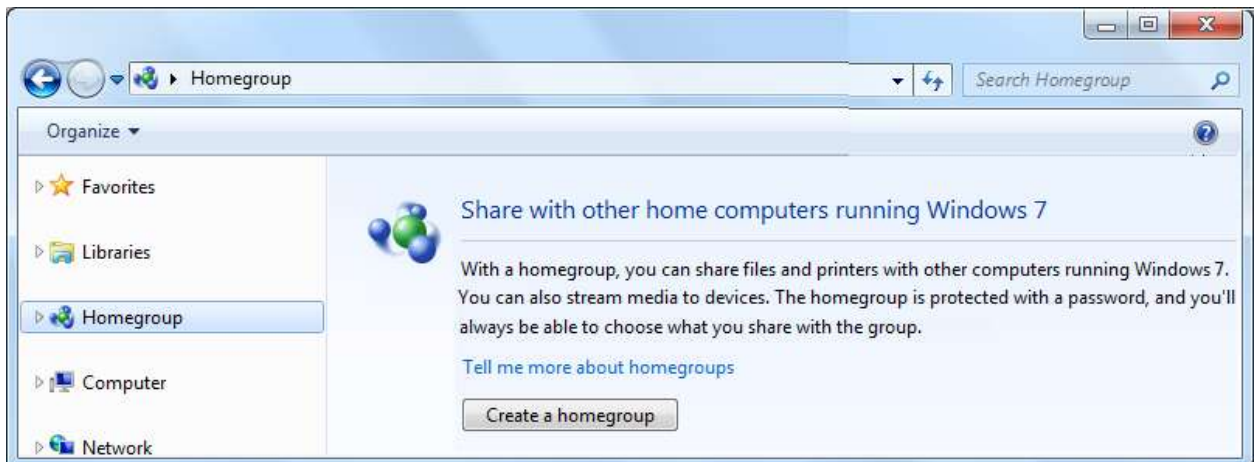 Homegroup
Search Homegroup
Organize
Favorites
Libraries
Homegroup
Computer
Network
Share with other home computers running Windows 7
With a homegroup, you can share files and printers with other computers running Windows 7.
You can also stream media to devices. The homegroup is protected with a password, and you'll
always be able to choose what you share with the group.
Tell me more about homegroups
Create a homegroup